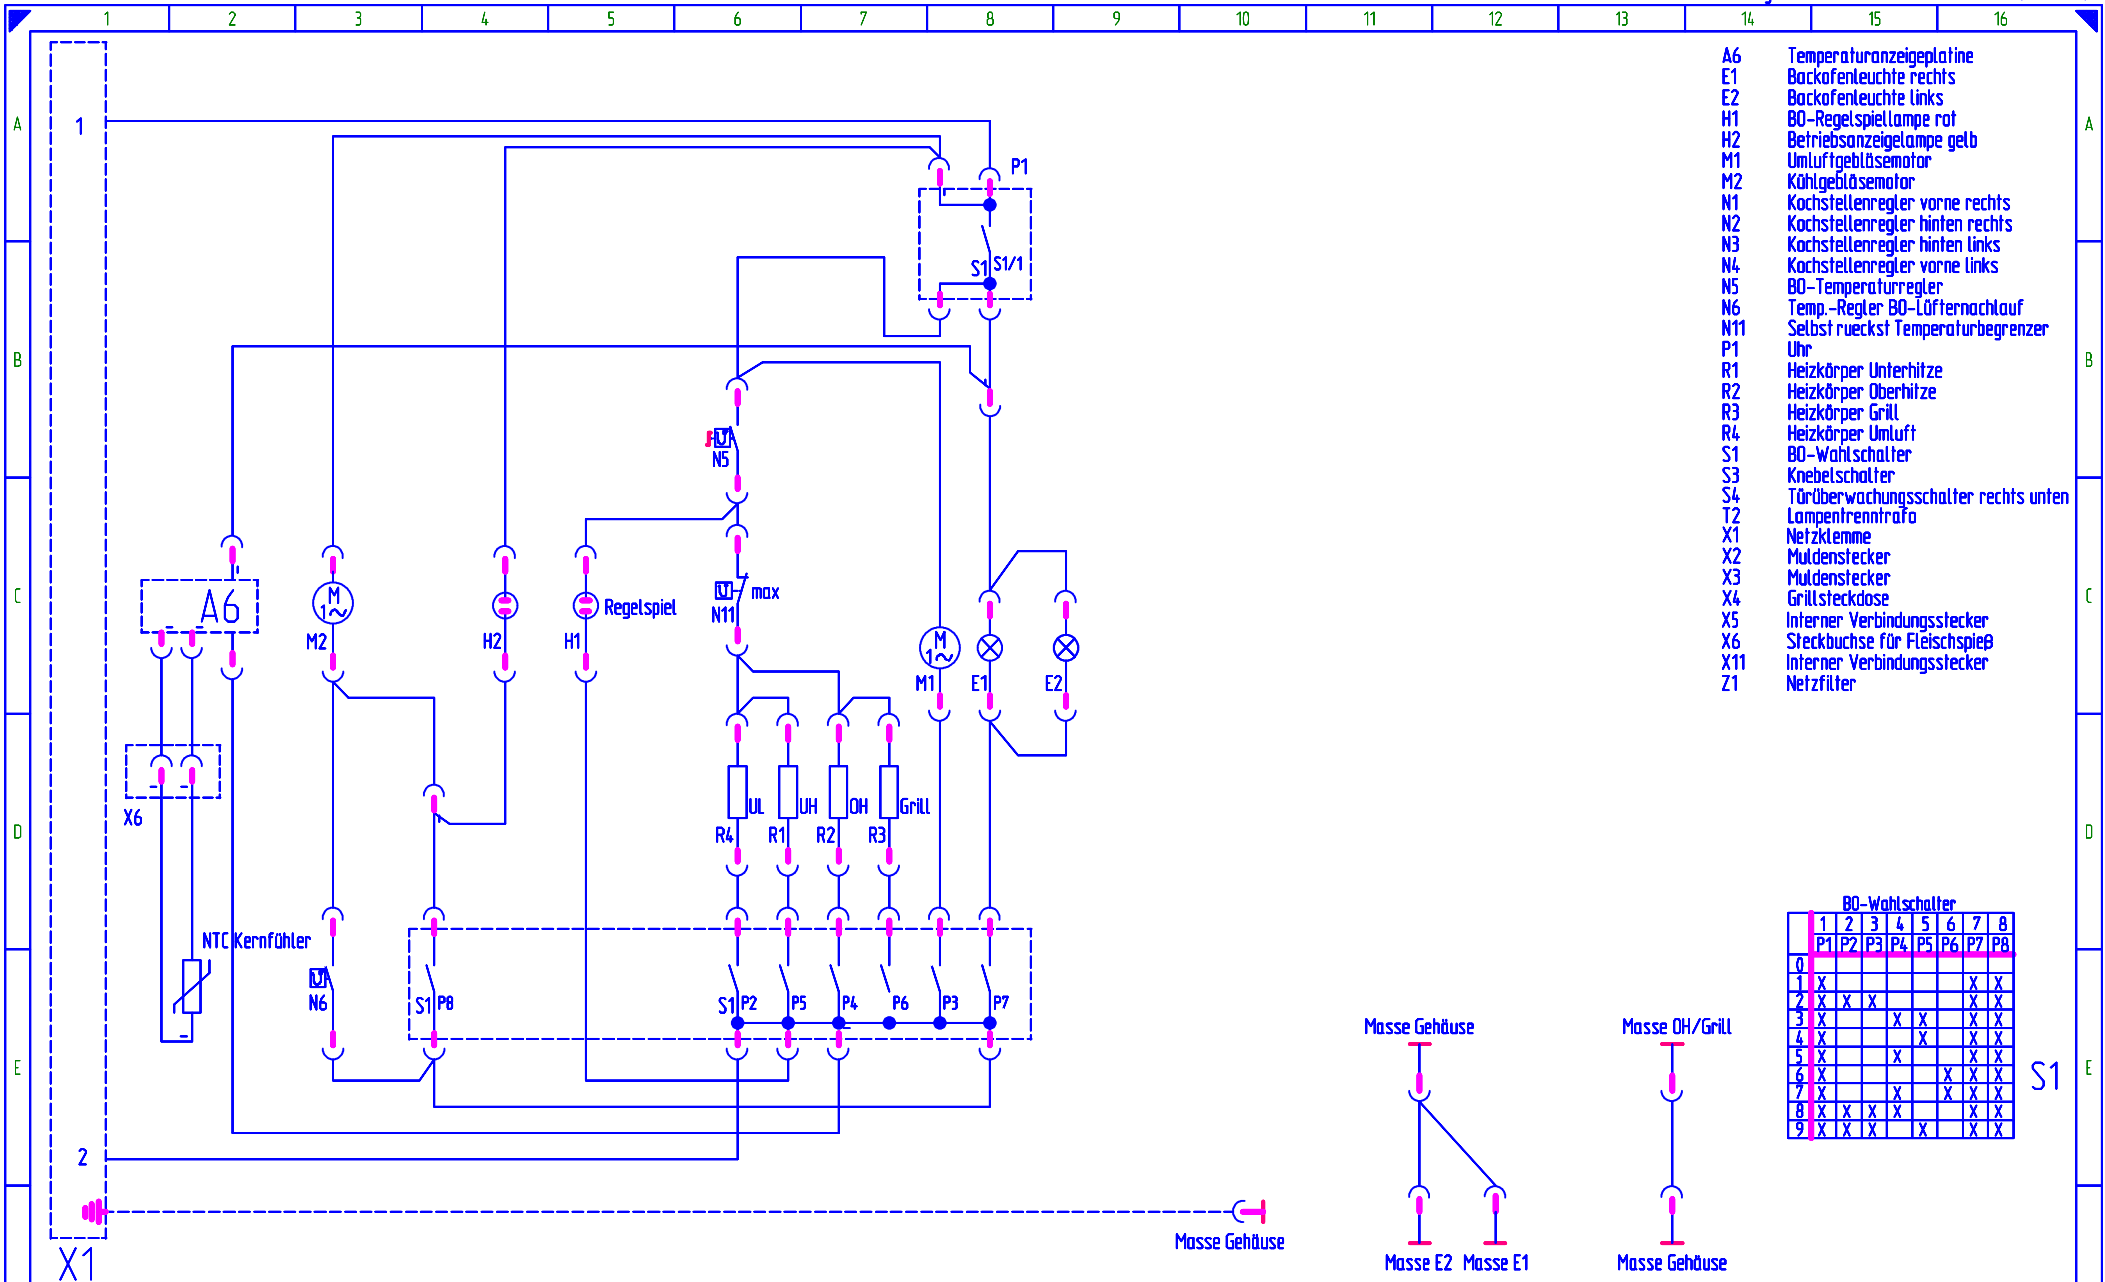 1 2 3 4 5 6 7 8 9 10 11 12 13 14 15 16
A6 Temperaturanzeigeplatine
E1 Backofenleuchte rechts
E2 Backofenleuchte links
H1 BO-Regelspiellampe rot
H2 Betriebsanzeigelampe gelb
M1 Umluftgebläsemotor
M2 Kühlgebläsemotor
N1 Kochstellenregler vorne rechts
N2 Kochstellenregler hinten rechts
N3 Kochstellenregler hinten links
N4 Kochstellenregler vorne links
N5 BO-Temperaturregler
N6 Temp.-Regler BO-Lüfternachlauf
N11 Selbst rueckst Temperaturbegrenzer
P1 Uhr
R1 Heizkörper Unterhitze
R2 Heizkörper Oberhitze
R3 Heizkörper Grill
R4 Heizkörper Umluft
S1 BO-Wahlschalter
S3 Knebelschalter
S4 Türüberwachungsschalter rechts unten
T2 Lampentrenntrafo
X1 Netzklemme
X2 Muldenstecker
X3 Muldenstecker
X4 Grillsteckdose
X5 Interner Verbindungsstecker
X6 Steckbuchse für Fleischspieß
X11 Interner Verbindungsstecker
Z1 Netzfilter
A 1 A
P1
S1 S1/1
B B
N5
C A6 M 1~ max C
N11
Regelspiel
M2 H2 H1 M 1~
M1 E1 E2
UL UH OH Grill
X6 R4 R1 R2 R3
D D
BO-Wahlschalter
1 2 3 4 5 6 7 8
P1 P2 P3 P4 P5 P6 P7 P8
0
1 X X X
2 X X X X X
3 X X X X X
4 X X X X
5 X X X X
6 X X X X
7 X X X X X
8 X X X X X X
9 X X X X X X
S1
NTC Kernfühler
N6 S1 P8 S1 P2 P5 P4 P6 P3 P7
Masse Gehäuse Masse OH/Grill
E E
2
Masse Gehäuse Masse E2 Masse E1 Masse Gehäuse
X1